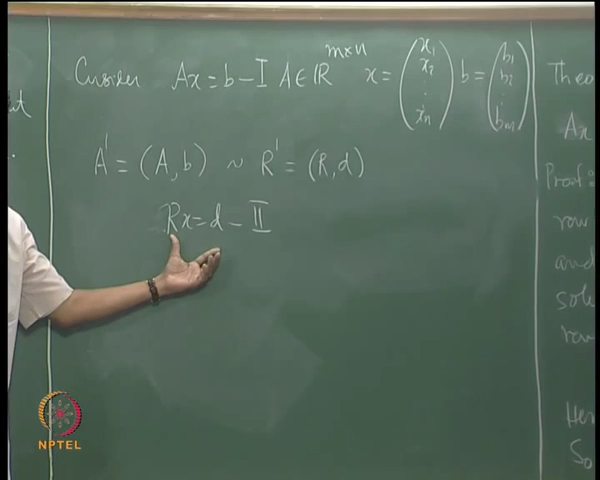 Consider Ax = b - I A ∈ ℝ^{m×n} x = (x1 x2 . . xn) b = (b1 b2 . bm)
A' = (A, b) ~ R' = (R, d)
Rx = d - II
Theo
Ax
Proof:
row
and
solu
row
Her
So
NPTEL